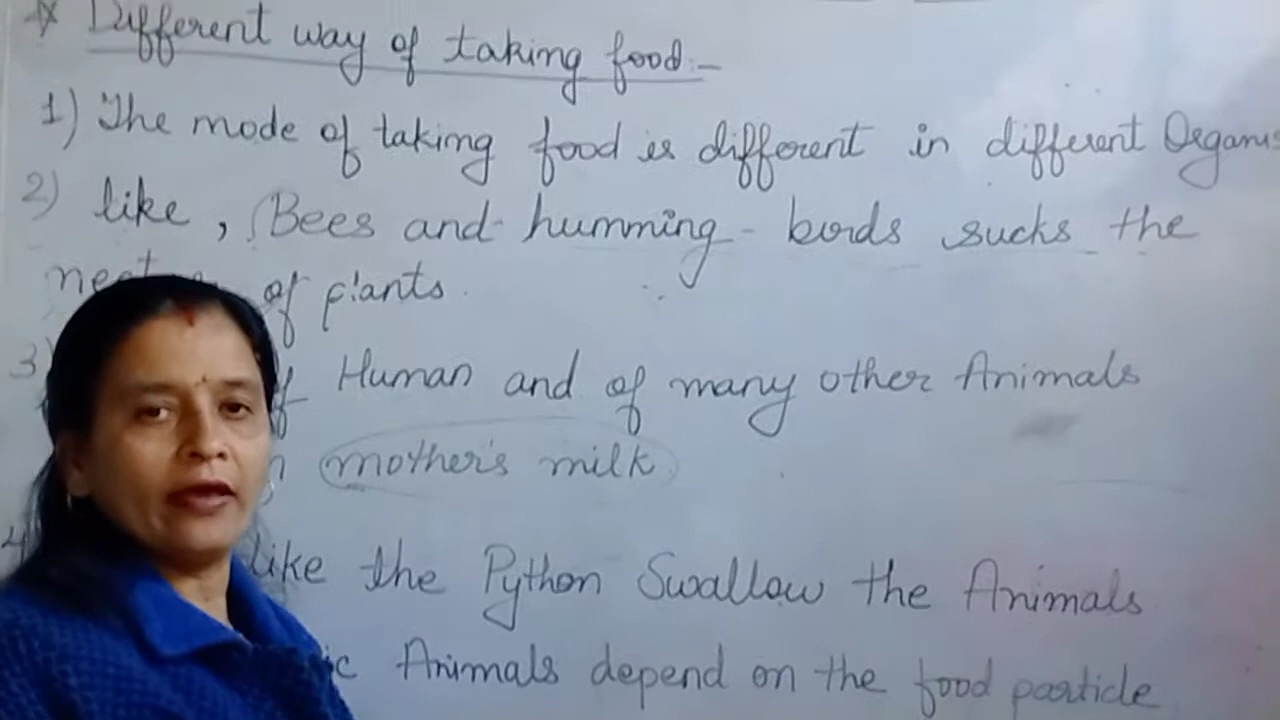 Different way of taking food :-
1) The mode of taking food is different in different Organis
2) like, Bees and humming - birds sucks the
of plants.
3) Human and of many other Animals
mother's milk
like the Python Swallow the Animals
Animals depend on the food particle